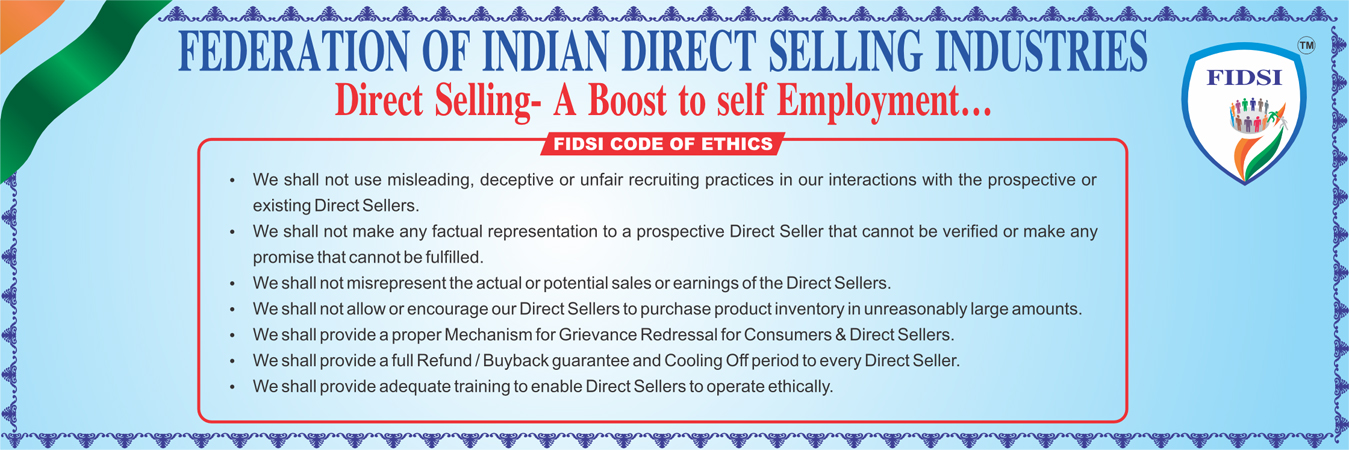 FEDERATION OF INDIAN DIRECT SELLING INDUSTRIES
TM
FIDSI
Direct Selling- A Boost to self Employment...
FIDSI CODE OF ETHICS
• We shall not use misleading, deceptive or unfair recruiting practices in our interactions with the prospective or
existing Direct Sellers.
• We shall not make any factual representation to a prospective Direct Seller that cannot be verified or make any
promise that cannot be fulfilled.
• We shall not misrepresent the actual or potential sales or earnings of the Direct Sellers.
• We shall not allow or encourage our Direct Sellers to purchase product inventory in unreasonably large amounts.
• We shall provide a proper Mechanism for Grievance Redressal for Consumers & Direct Sellers.
• We shall provide a full Refund / Buyback guarantee and Cooling Off period to every Direct Seller.
• We shall provide adequate training to enable Direct Sellers to operate ethically.